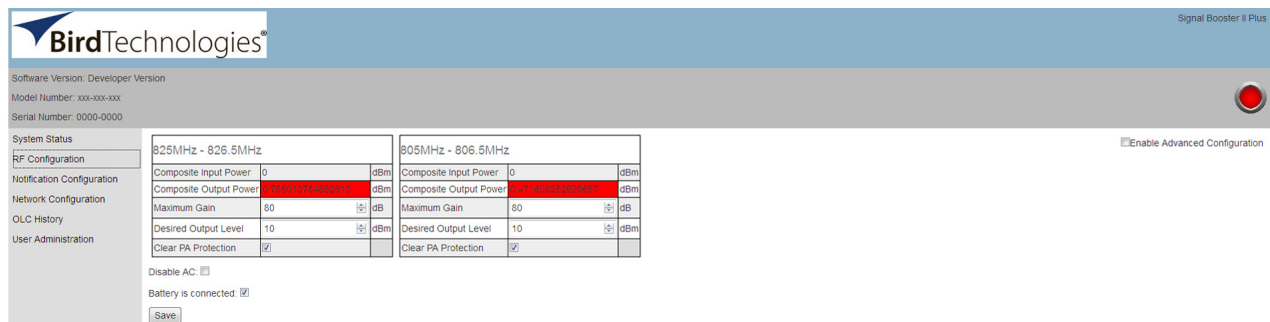 BirdTechnologies®
Signal Booster II Plus
Software Version: Developer Version
Model Number: xxx-xxx-xxx
Serial Number: 0000-0000
System Status
RF Configuration
Notification Configuration
Network Configuration
OLC History
User Administration
Enable Advanced Configuration
825MHz - 826.5MHz
Composite Input Power 0 dBm
Composite Output Power dBm
Maximum Gain 80 dB
Desired Output Level 10 dBm
Clear PA Protection
805MHz - 806.5MHz
Composite Input Power 0 dBm
Composite Output Power dBm
Maximum Gain 80 dB
Desired Output Level 10 dBm
Clear PA Protection
Disable AC:
Battery is connected:
Save